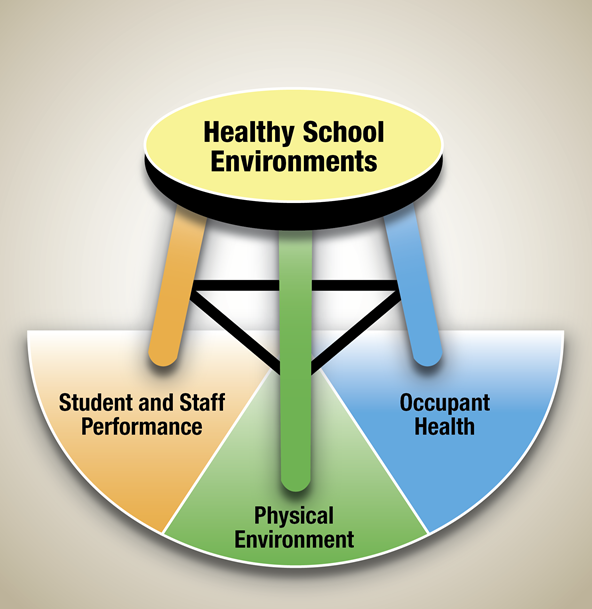 Healthy School
Environments
Student and Staff
Performance
Occupant
Health
Physical
Environment